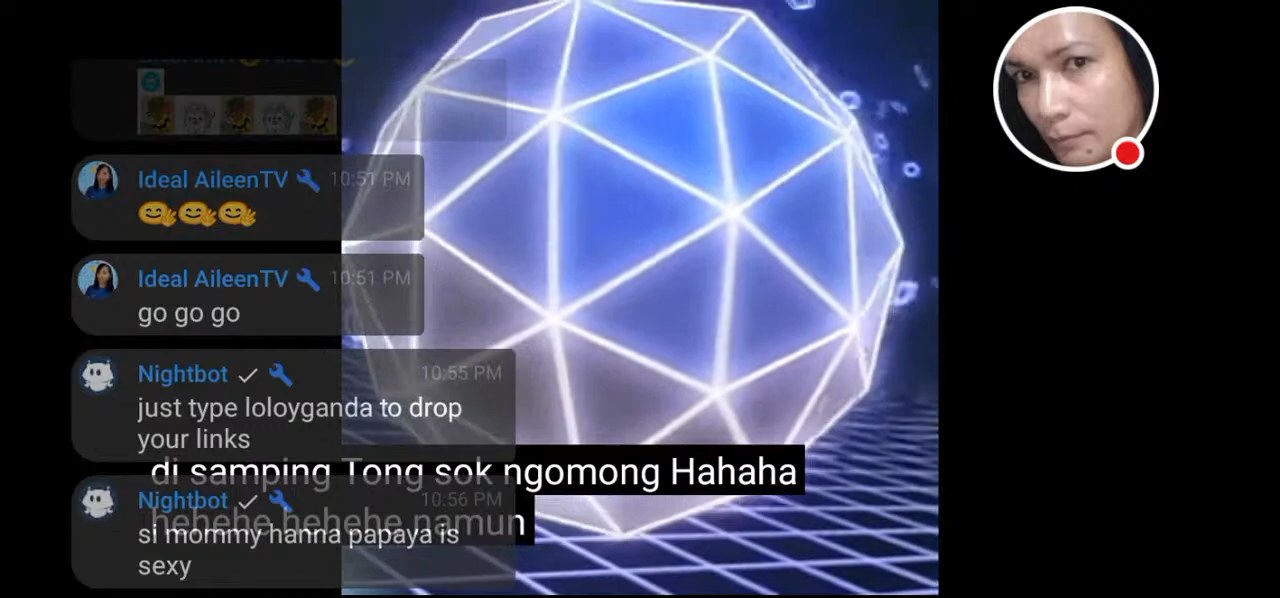 Ideal AileenTV 10:51 PM
Ideal AileenTV 10:51 PM
go go go
Nightbot 10:55 PM
just type loloyganda to drop
your links
di samping Tong sok ngomong Hahaha
Nightbot 10:56 PM
hehehe hehehe namun
si mommy hanna papaya is
sexy